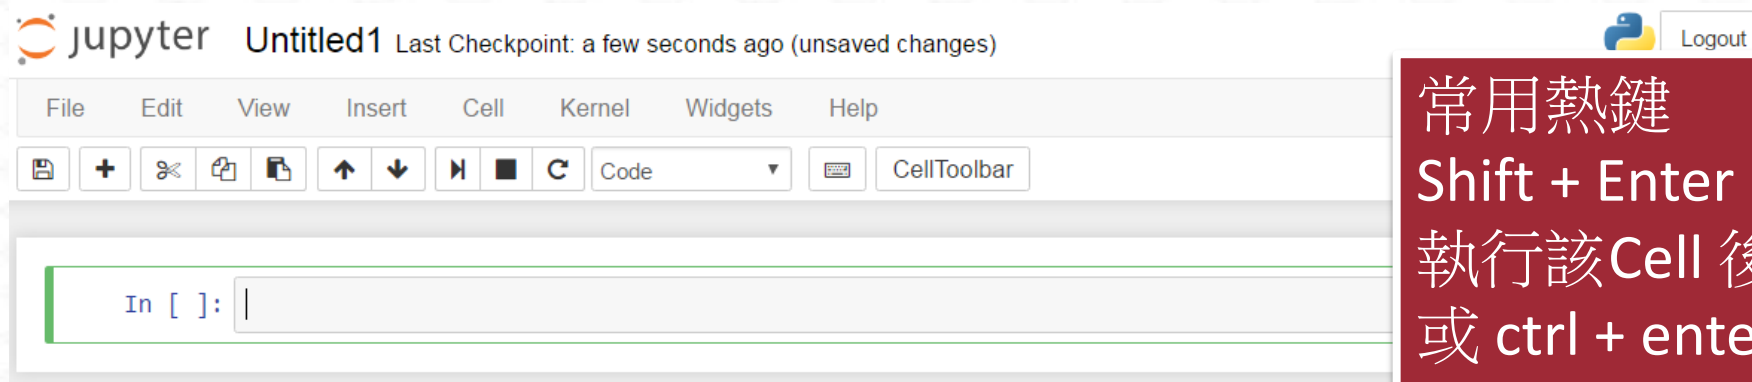 jupyter Untitled1 Last Checkpoint: a few seconds ago (unsaved changes)
Logout
File Edit View Insert Cell Kernel Widgets Help
Code CellToolbar
In [ ]:
常用熱鍵
Shift + Enter
執行該Cell 後
或 ctrl + ente